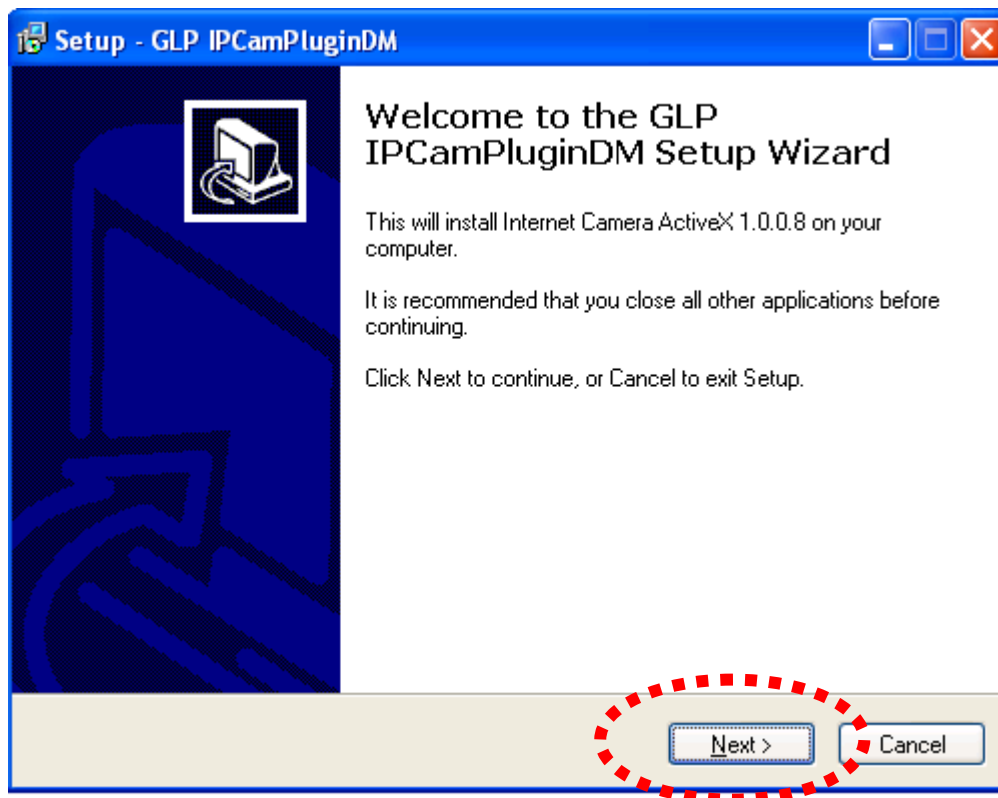 Setup - GLP IPCamPluginDM
Welcome to the GLP
IPCamPluginDM Setup Wizard
This will install Internet Camera ActiveX 1.0.0.8 on your
computer.
It is recommended that you close all other applications before
continuing.
Click Next to continue, or Cancel to exit Setup.
Next >
Cancel